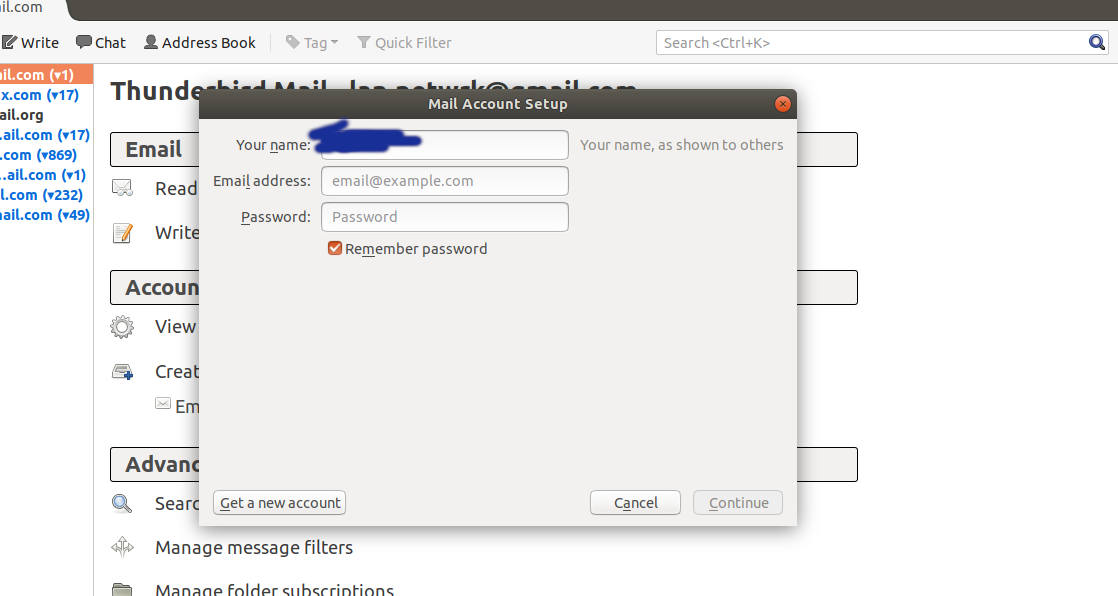 il.com
Write Chat Address Book Tag Quick Filter Search <Ctrl+K>
il.com (▾1)
x.com (▾17)
ail.org
.ail.com (▾17)
.com (▾869)
..ail.com (▾1)
l.com (▾232)
nail.com (▾49)
Thunderbird Mail
Mail Account Setup
Your name: Your name, as shown to others
Email address: email@example.com
Password: Password
Remember password
Get a new account Cancel Continue
Email
Read
Write
Accoun
View
Creat
Em
Advanc
Searc
Manage message filters
Manage folder subscriptions